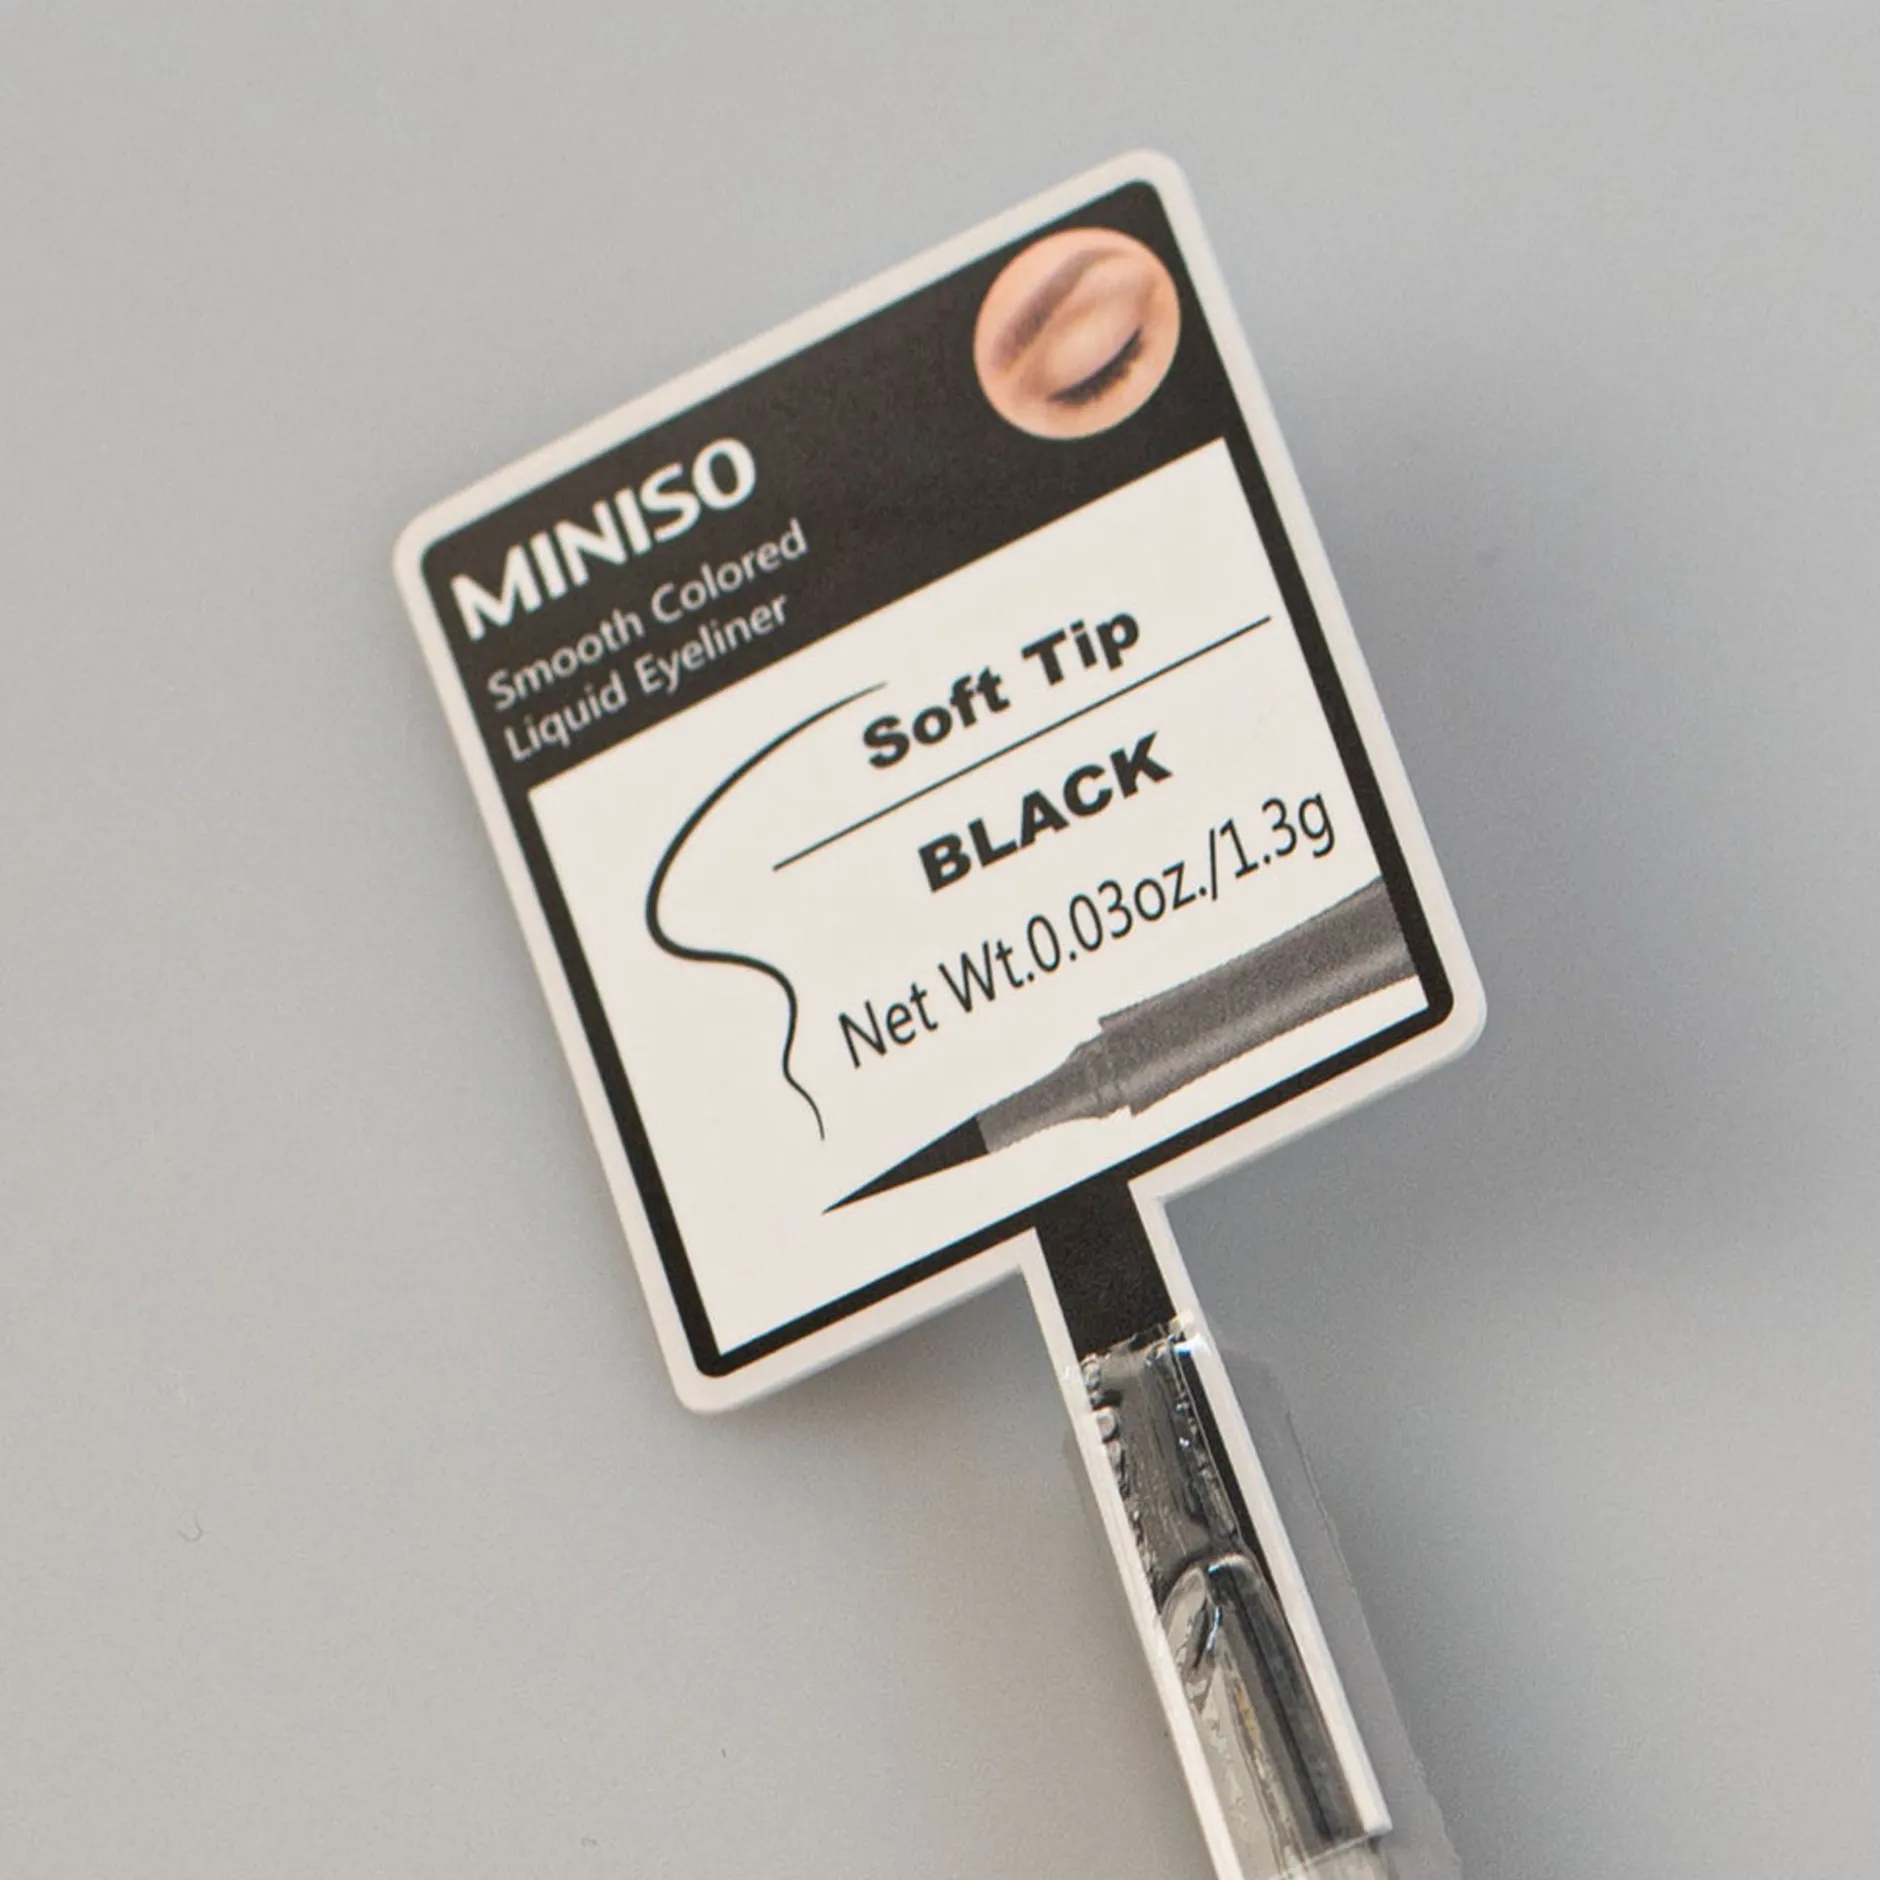 MINISO
Smooth Colored
Liquid Eyeliner
Soft Tip
BLACK
Net Wt.0.03oz./1.3g